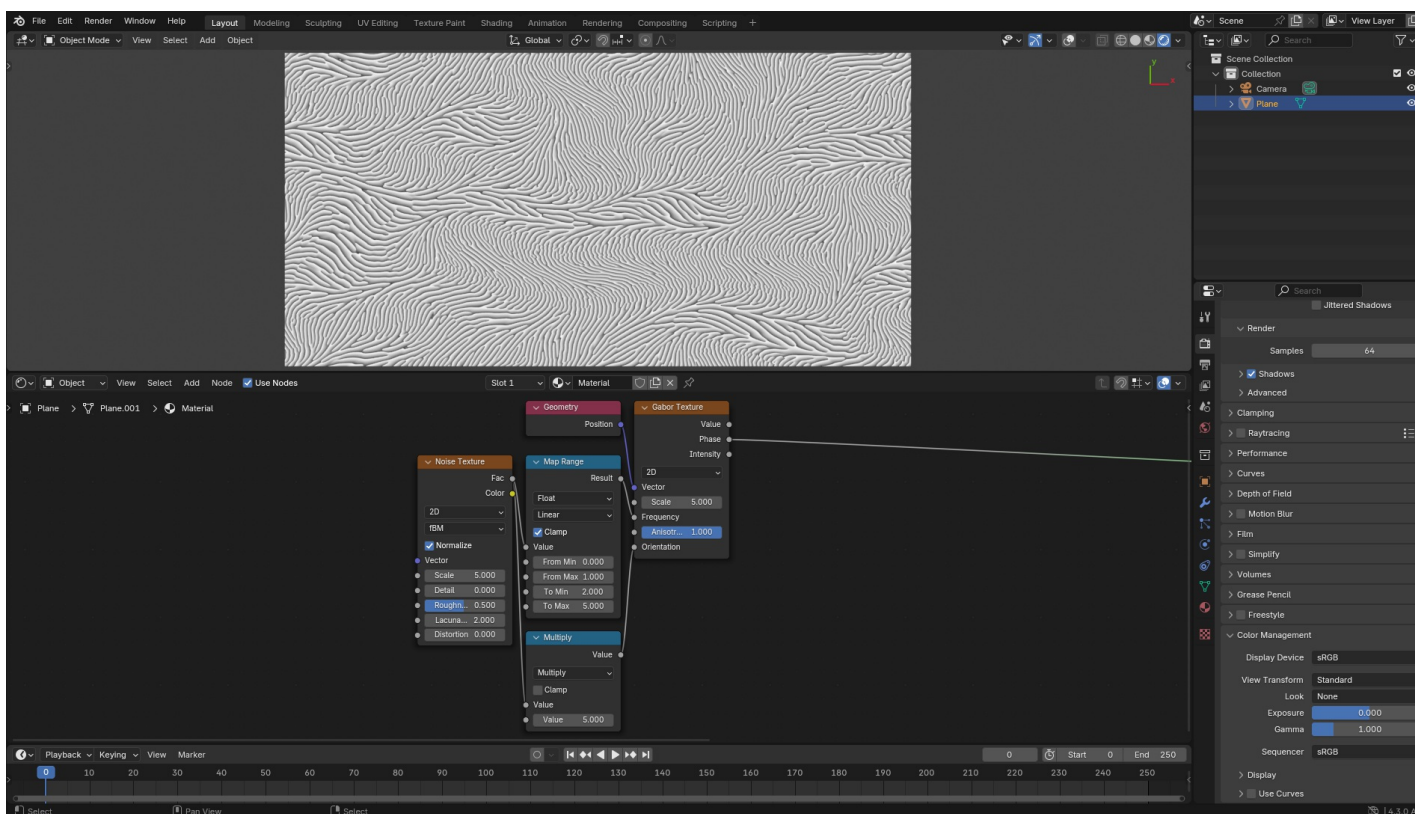 File Edit Render Window Help Layout Modeling Sculpting UV Editing Texture Paint Shading Animation Rendering Compositing Scripting + Scene View Layer
Object Mode View Select Add Object Global Search
y
x
Scene Collection
Collection
Camera
Plane
Search
Jittered Shadows
Render
Samples 64
Shadows
Advanced
Clamping
Raytracing
Performance
Curves
Depth of Field
Motion Blur
Film
Simplify
Volumes
Grease Pencil
Freestyle
Color Management
Display Device sRGB
View Transform Standard
Look None
Exposure 0.000
Gamma 1.000
Sequencer sRGB
Display
Use Curves
Object View Select Add Node Use Nodes Slot 1 Material
Plane > Plane.001 > Material
Noise Texture
Fac
Color
2D
fBM
Normalize
Vector
Scale 5.000
Detail 0.000
Roughn... 0.500
Lacuna... 2.000
Distortion 0.000
Geometry
Position
Map Range
Result
Float
Linear
Clamp
Value
From Min 0.000
From Max 1.000
To Min 2.000
To Max 5.000
Multiply
Value
Multiply
Clamp
Value
Value 5.000
Gabor Texture
Value
Phase
Intensity
2D
Vector
Scale 5.000
Frequency
Anisotr... 1.000
Orientation
Playback Keying View Marker 0 Start 0 End 250
0 10 20 30 40 50 60 70 80 90 100 110 120 130 140 150 160 170 180 190 200 210 220 230 240 250
Select Pan View Select 4.3.0 A